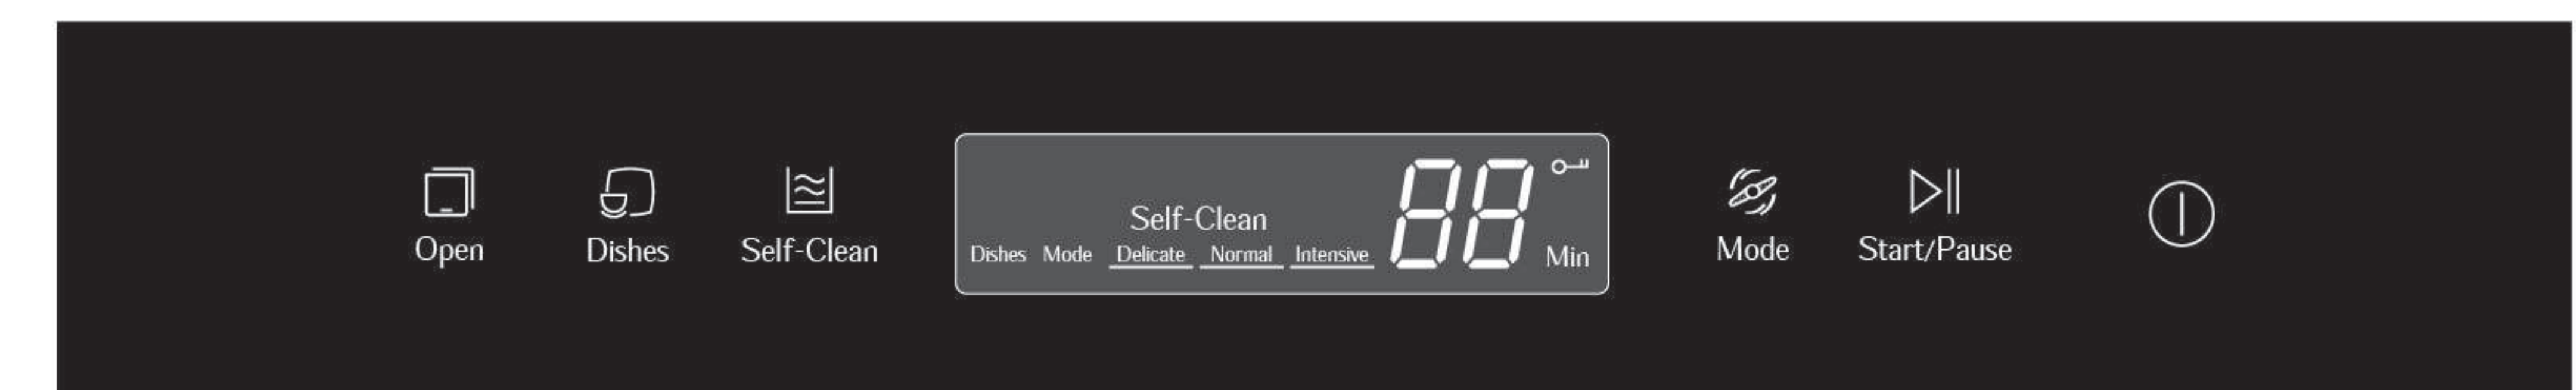 Open
Dishes
Self-Clean
Self-Clean
Dishes Mode Delicate Normal Intensive
88
Min
Mode
Start/Pause